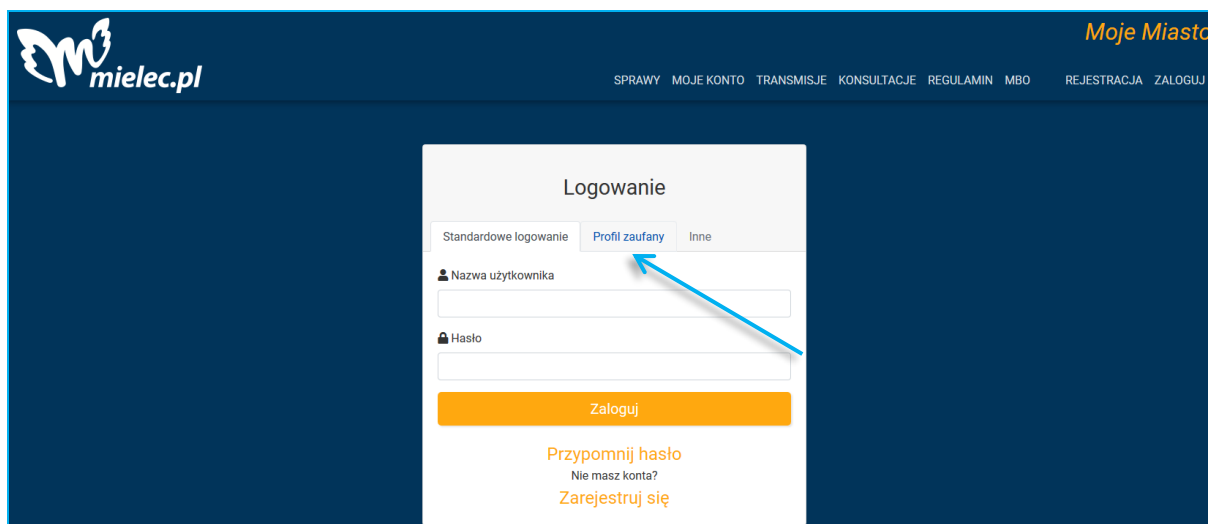 Moje Miasto
mielec.pl
SPRAWY MOJE KONTO TRANSMISJE KONSULTACJE REGULAMIN MBO REJESTRACJA ZALOGUJ
Logowanie
Standardowe logowanie Profil zaufany Inne
Nazwa użytkownika
Hasło
Zaloguj
Przypomnij hasło
Nie masz konta?
Zarejestruj się